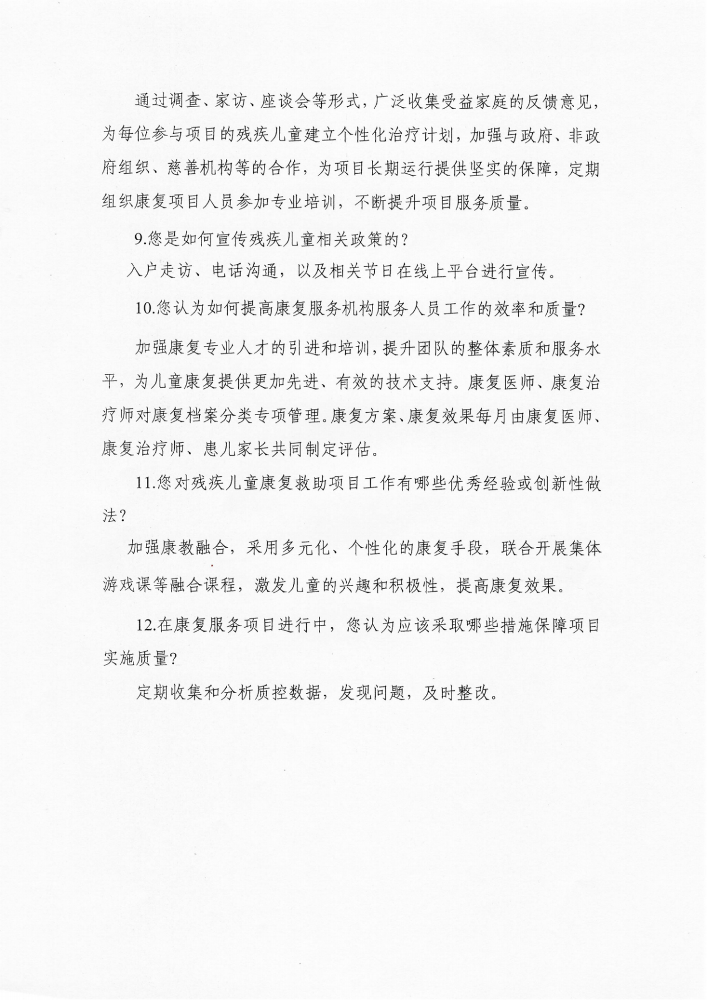 通过调查、家访、座谈会等形式，广泛收集受益家庭的反馈意见，
为每位参与项目的残疾儿童建立个性化治疗计划，加强与政府、非政
府组织、慈善机构等的合作，为项目长期运行提供坚实的保障，定期
组织康复项目人员参加专业培训，不断提升项目服务质量。
9.您是如何宣传残疾儿童相关政策的？
入户走访、电话沟通，以及相关节日在线上平台进行宣传。
10.您认为如何提高康复服务机构服务人员工作的效率和质量？
加强康复专业人才的引进和培训，提升团队的整体素质和服务水
平，为儿童康复提供更加先进、有效的技术支持。康复医师、康复治
疗师对康复档案分类专项管理。康复方案、康复效果每月由康复医师、
康复治疗师、患儿家长共同制定评估。
11.您对残疾儿童康复救助项目工作有哪些优秀经验或创新性做
法？
加强康教融合，采用多元化、个性化的康复手段，联合开展集体
游戏课等融合课程，激发儿童的兴趣和积极性，提高康复效果。
12.在康复服务项目进行中，您认为应该采取哪些措施保障项目
实施质量？
定期收集和分析质控数据，发现问题，及时整改。